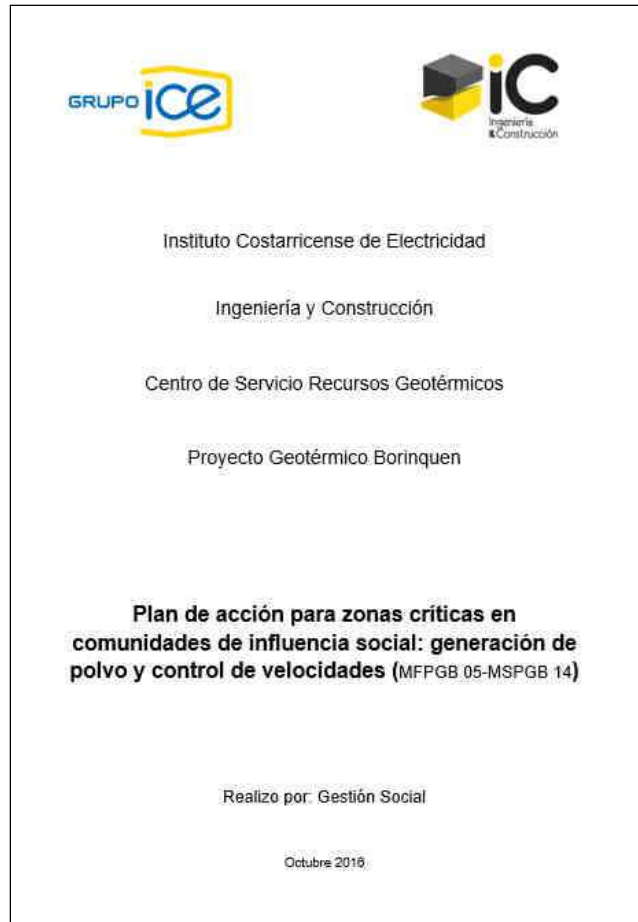 GRUPO ice
iC
Ingeniería
&Construcción
Instituto Costarricense de Electricidad
Ingeniería y Construcción
Centro de Servicio Recursos Geotérmicos
Proyecto Geotérmico Borinquen
Plan de acción para zonas críticas en
comunidades de influencia social: generación de
polvo y control de velocidades (MFPGB 05-MSPGB 14)
Realizo por: Gestión Social
Octubre 2016